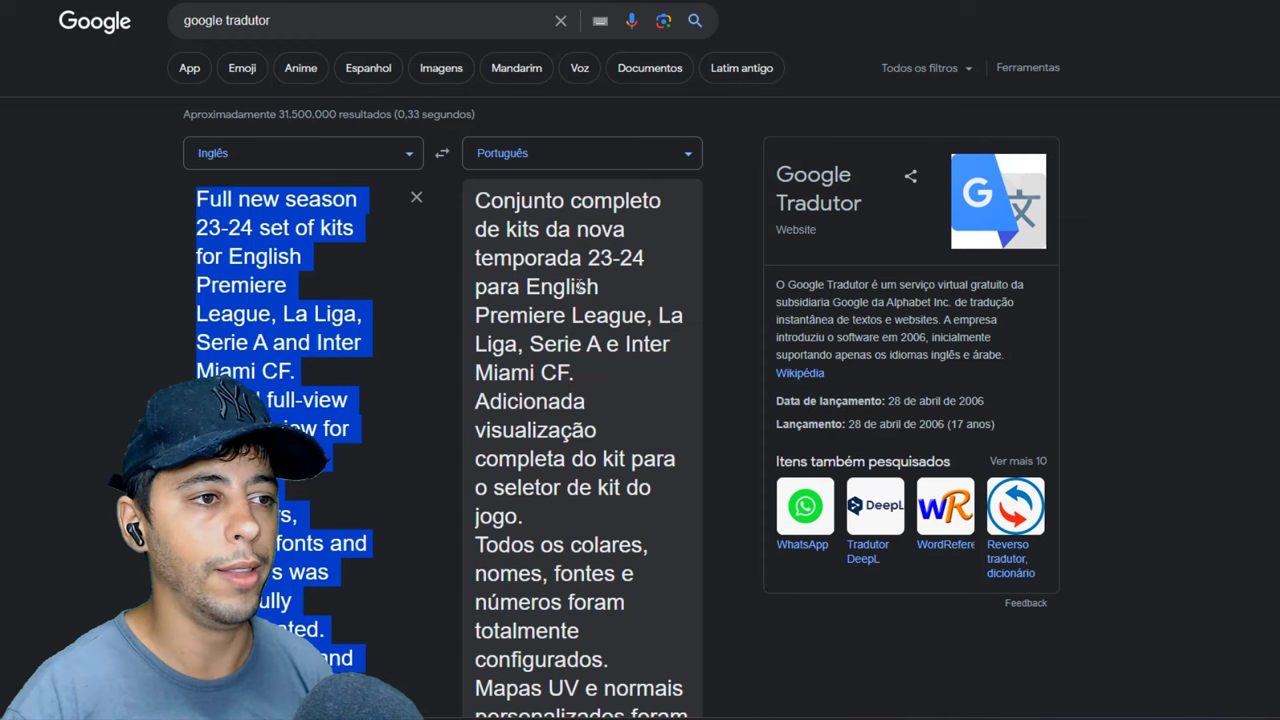 Google
google tradutor
App
Emoji
Anime
Espanhol
Imagens
Mandarim
Voz
Documentos
Latim antigo
Todos os filtros
Ferramentas
Aproximadamente 31.500.000 resultados (0,33 segundos)
Inglês
Português
Full new season
23-24 set of kits
for English
Premiere
League, La Liga,
Serie A and Inter
Miami CF.
full-view
for
fonts and
was
and
Conjunto completo
de kits da nova
temporada 23-24
para English
Premiere League, La
Liga, Serie A e Inter
Miami CF.
Adicionada
visualização
completa do kit para
o seletor de kit do
jogo.
Todos os colares,
nomes, fontes e
números foram
totalmente
configurados.
Mapas UV e normais
personalizados foram
Google
Tradutor
Website
G
文
O Google Tradutor é um serviço virtual gratuito da
subsidiaria Google da Alphabet Inc. de tradução
instantânea de textos e websites. A empresa
introduziu o software em 2006, inicialmente
suportando apenas os idiomas inglês e árabe.
Wikipédia
Data de lançamento: 28 de abril de 2006
Lançamento: 28 de abril de 2006 (17 anos)
Itens também pesquisados
Ver mais 10
DeepL
WR
WhatsApp
Tradutor
DeepL
WordRefere
Reverso
tradutor,
dicionário
Feedback
NY